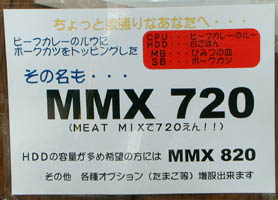 ちょっと欲張りなあなたへ・・・
ビーフカレーのルウに
ポークカツをトッピングした
CPU・・・ビーフカレーのルー
HDD・・・白ごはん
MB・・・ひみつの皿
SB・・・ポークカツ
その名も・・・
MMX 720
(MEAT MIXで720えん!!)
HDDの容量が多め希望の方には MMX 820
その他 各種オプション(たまご等)増設出来ます